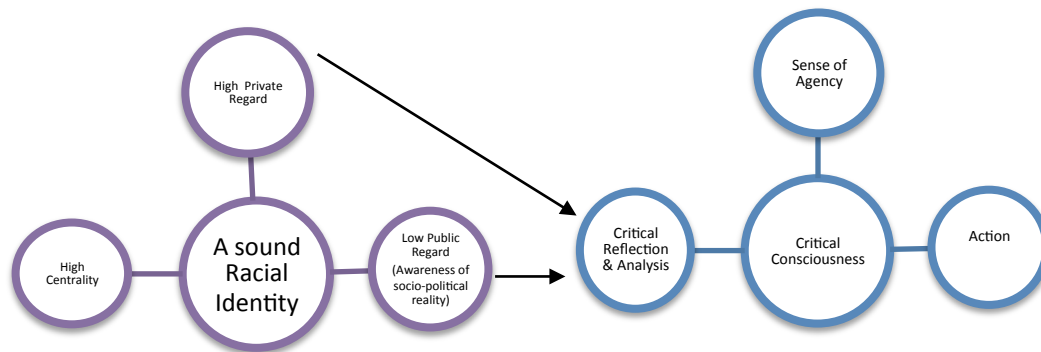 High Private
Regard
High
Centrality
A sound
Racial
Identity
Low Public
Regard
(Awareness of
socio-political
reality)
Critical
Reflection
& Analysis
Sense of
Agency
Critical
Consciousness
Action